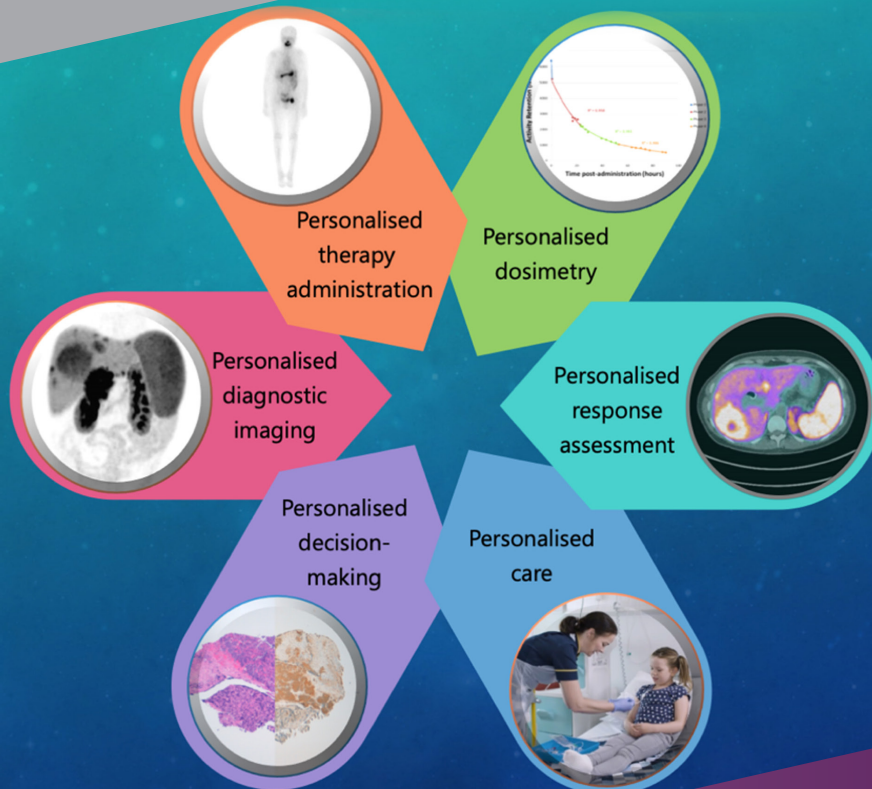 Activity Retention
Time post-administration (hours)
Personalised
therapy
administration
Personalised
dosimetry
Personalised
diagnostic
imaging
Personalised
response
assessment
Personalised
decision-
making
Personalised
care